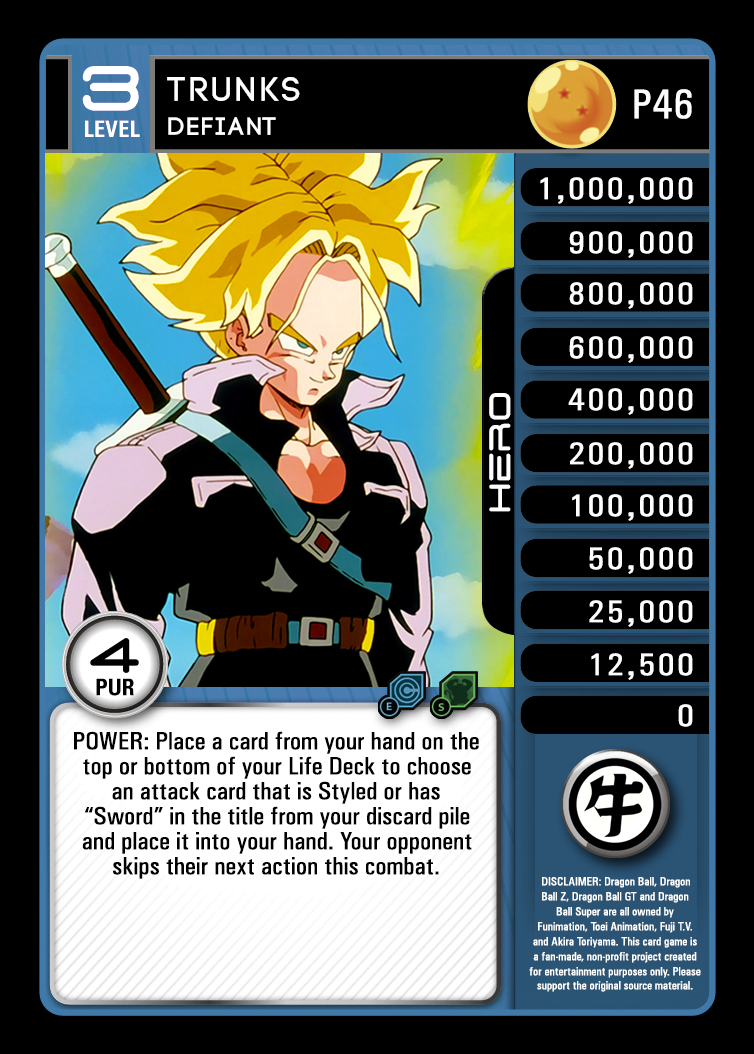 3
LEVEL
TRUNKS
DEFIANT
P46
1,000,000
900,000
800,000
600,000
400,000
200,000
100,000
50,000
25,000
12,500
0
HERO
4
PUR
E
S
POWER: Place a card from your hand on the
top or bottom of your Life Deck to choose
an attack card that is Styled or has
“Sword” in the title from your discard pile
and place it into your hand. Your opponent
skips their next action this combat.
牛
DISCLAIMER: Dragon Ball, Dragon
Ball Z, Dragon Ball GT and Dragon
Ball Super are all owned by
Funimation, Toei Animation, Fuji T.V.
and Akira Toriyama. This card game is
a fan-made, non-profit project created
for entertainment purposes only. Please
support the original source material.